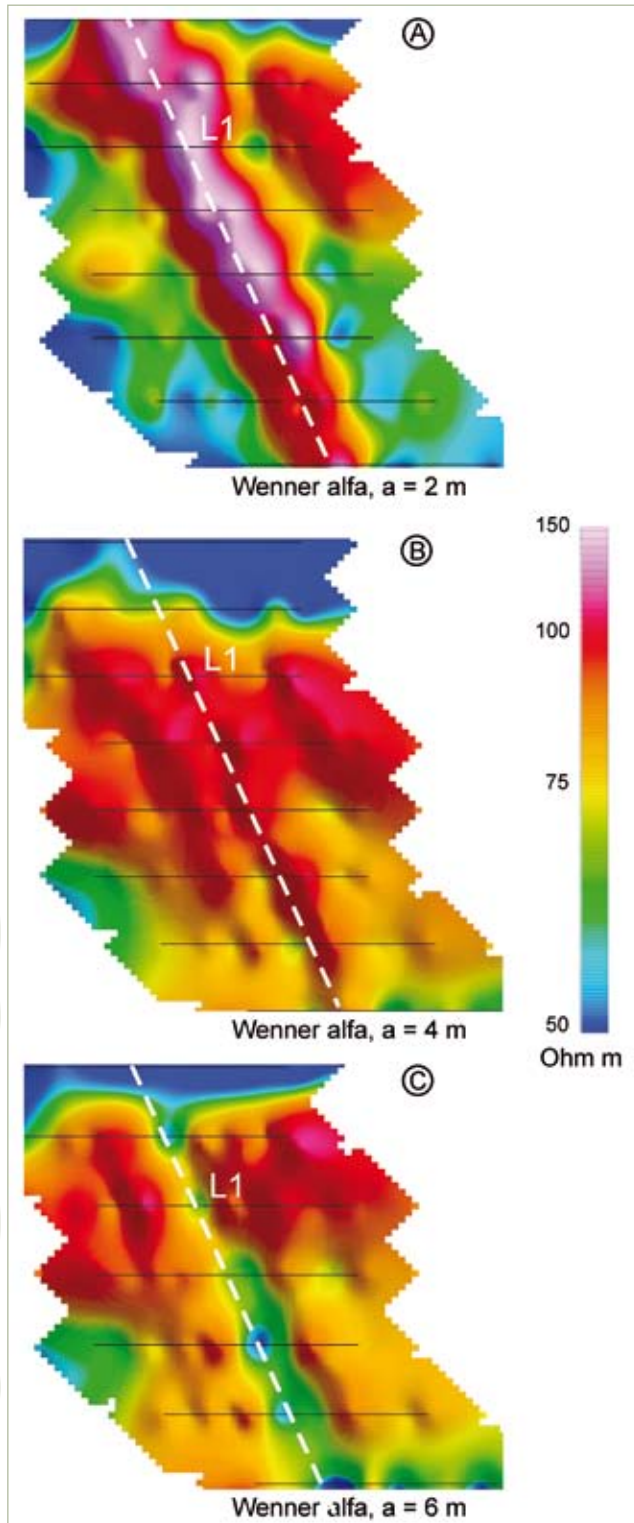 A
L1
Wenner alfa, a = 2 m
B
L1
Wenner alfa, a = 4 m
150
100
75
50
Ohm m
C
L1
Wenner alfa, a = 6 m